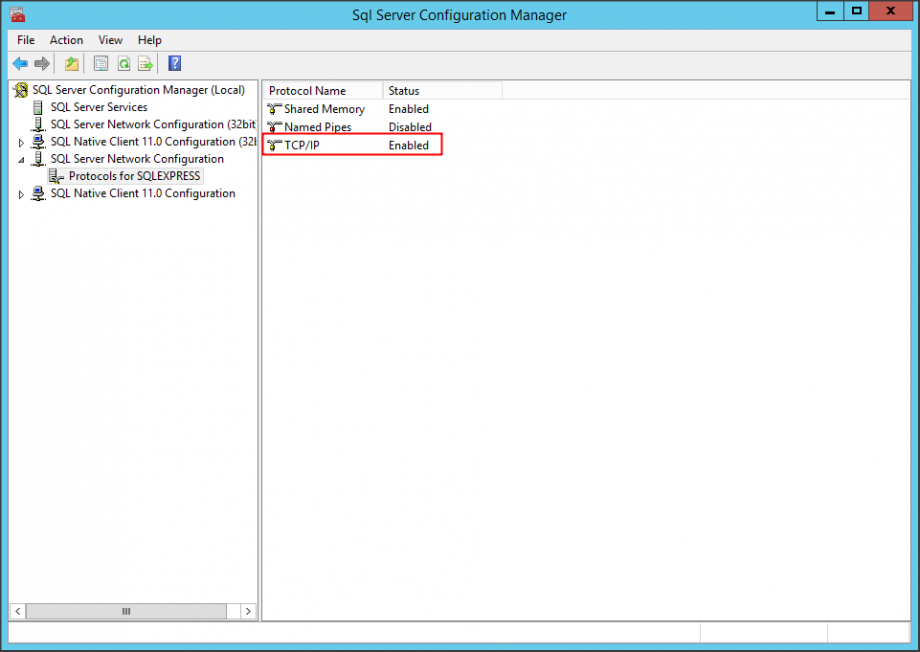 Sql Server Configuration Manager
File Action View Help
SQL Server Configuration Manager (Local)
SQL Server Services
SQL Server Network Configuration (32bit
SQL Native Client 11.0 Configuration (32b
SQL Server Network Configuration
Protocols for SQLEXPRESS
SQL Native Client 11.0 Configuration
Protocol Name Status
Shared Memory Enabled
Named Pipes Disabled
TCP/IP Enabled